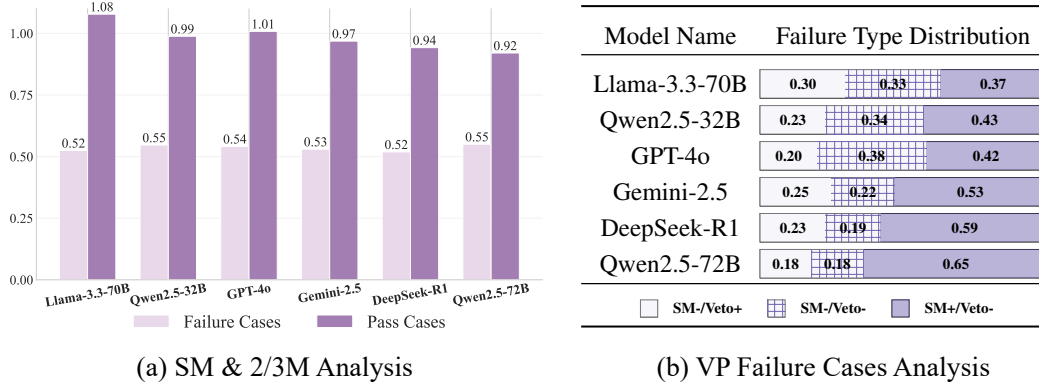 1.08
0.99
1.01
0.97
0.94
0.92
0.52
0.55
0.54
0.53
0.52
0.55
1.00
0.75
0.50
0.25
0.00
Llama-3.3-70B
Qwen2.5-32B
GPT-4o
Gemini-2.5
DeepSeek-R1
Qwen2.5-72B
Failure Cases
Pass Cases
(a) SM & 2/3M Analysis
Model Name Failure Type Distribution
Llama-3.3-70B 0.30 0.33 0.37
Qwen2.5-32B 0.23 0.34 0.43
GPT-4o 0.20 0.38 0.42
Gemini-2.5 0.25 0.22 0.53
DeepSeek-R1 0.23 0.19 0.59
Qwen2.5-72B 0.18 0.18 0.65
SM-/Veto+ SM-/Veto- SM+/Veto-
(b) VP Failure Cases Analysis